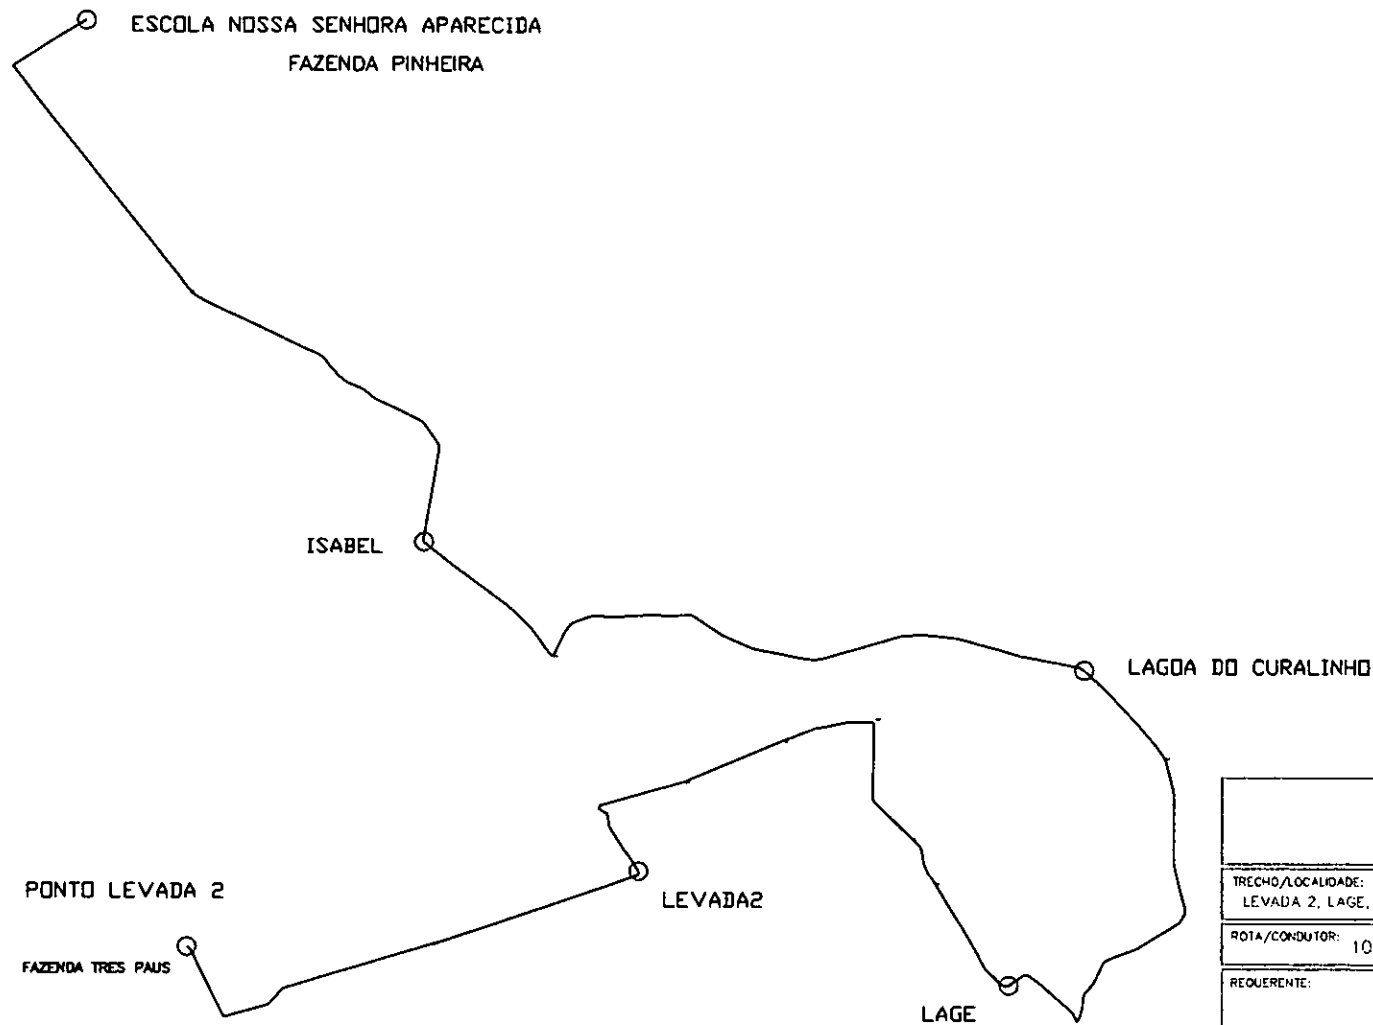 ESCOLA NOSSA SENHORA APARECIDA
FAZENDA PINHEIRA
ISABEL
LAGOA DO CURALINHO
PONTO LEVADA 2
LEVADA2
FAZENDA TRES PAUS
LAGE
TRECHO/LOCALIDADE:
LEVADA 2, LAGE,
ROTA/CONDUTOR: 10
REQUERENTE: